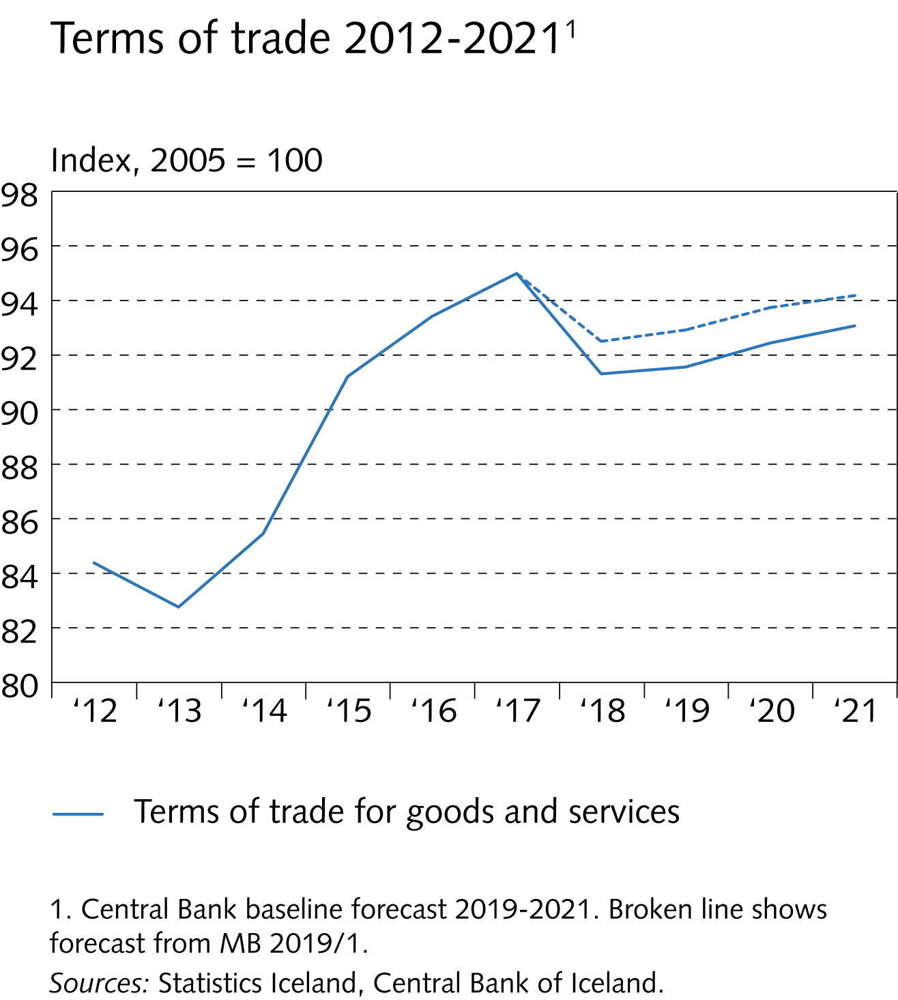 Terms of trade 2012-2021¹
Index, 2005 = 100
98
96
94
92
90
88
86
84
82
80
‘12 ‘13 ‘14 ‘15 ‘16 ‘17 ‘18 ‘19 ‘20 ‘21
Terms of trade for goods and services
1. Central Bank baseline forecast 2019-2021. Broken line shows
forecast from MB 2019/1.
Sources: Statistics Iceland, Central Bank of Iceland.